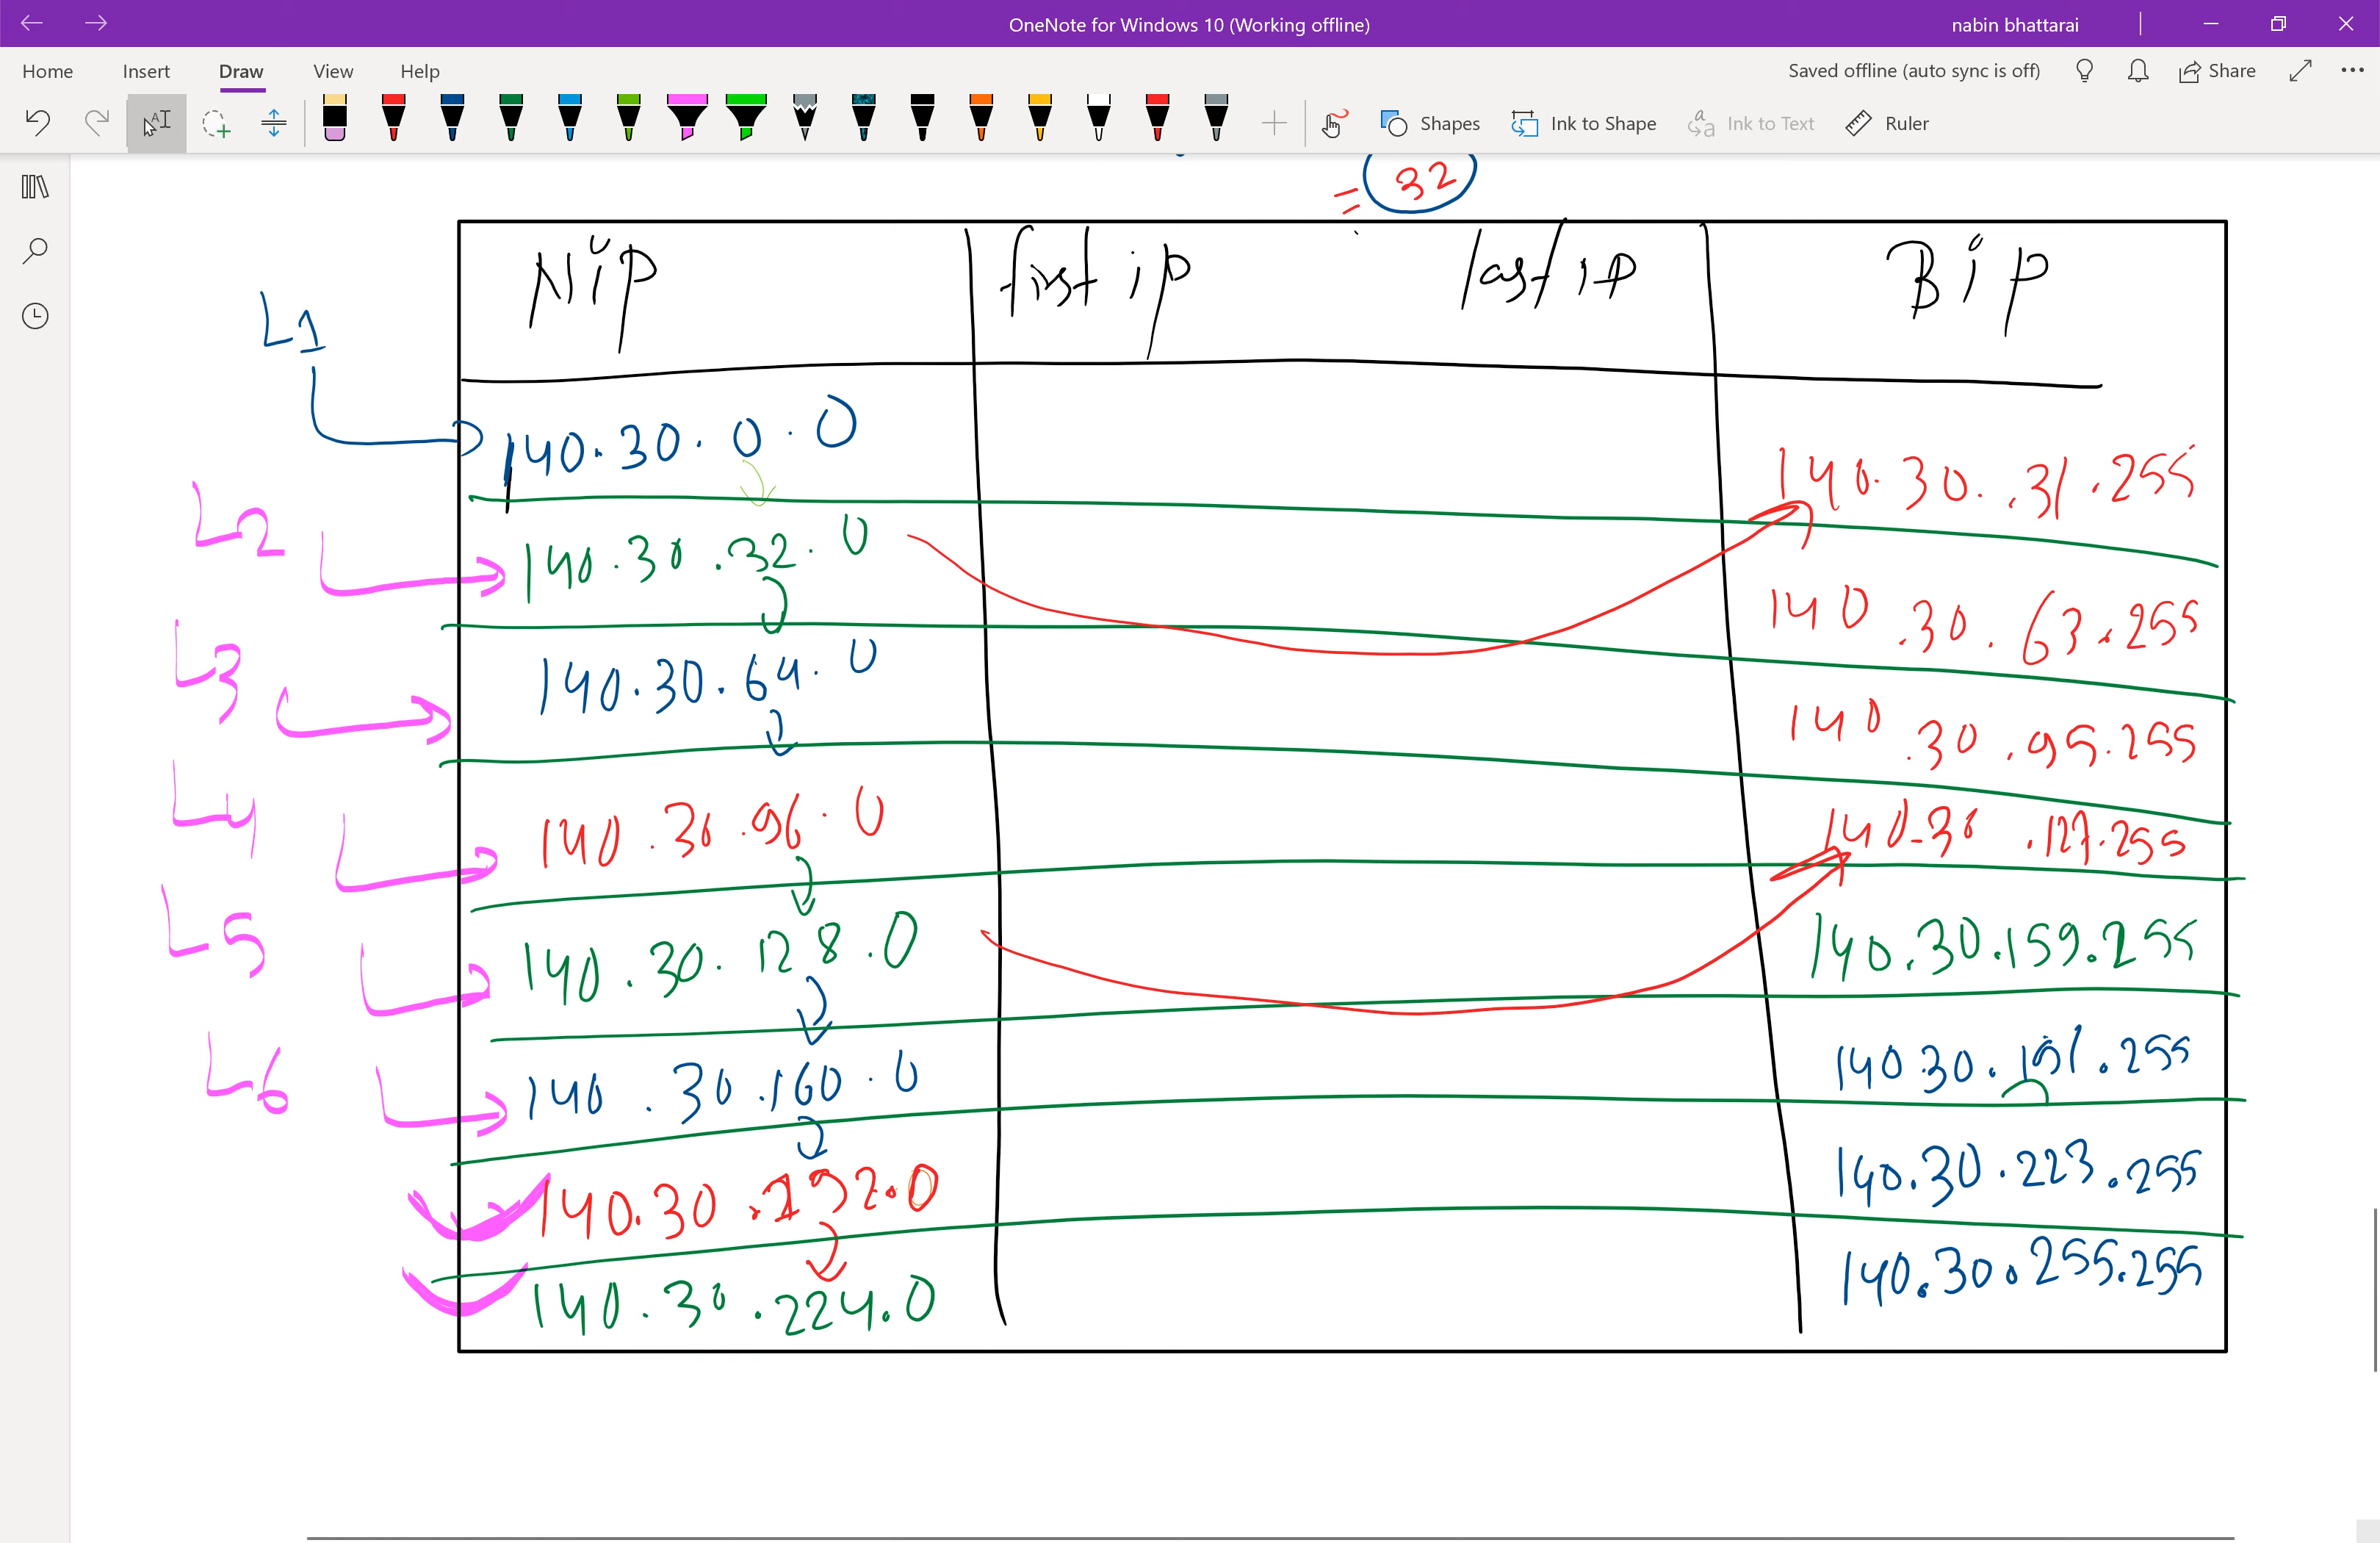 OneNote for Windows 10 (Working offline)
nabin bhattarai
Home Insert Draw View Help
Saved offline (auto sync is off)
Share
Shapes
Ink to Shape
Ink to Text
Ruler
= 32
Nip first ip last ip Bip
L1
140.30.0.0 140.30..31.255
L2
140.30.32.0 140.30.63.255
L3
140.30.64.0 140.30.95.255
L4
140.30.96.0 140-30.127.255
L5
140.30.128.0 140.30.159.255
L6
140.30.160.0 140 30.191.255
140.30.192.0 140.30.223.255
140.30.224.0 140.30.255.255